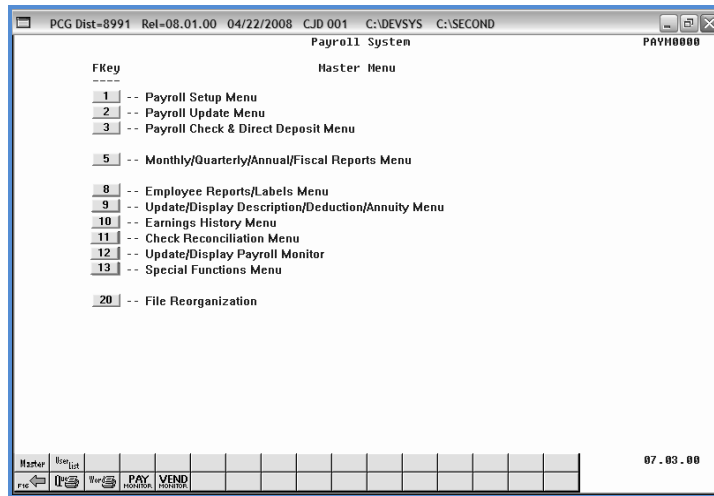 PCG Dist=8991 Rel=08.01.00 04/22/2008 CJD 001 C:\DEVSYS C:\SECOND
Payroll System PAYM0000
FKey Master Menu
----
1 -- Payroll Setup Menu
2 -- Payroll Update Menu
3 -- Payroll Check & Direct Deposit Menu
5 -- Monthly/Quarterly/Annual/Fiscal Reports Menu
8 -- Employee Reports/Labels Menu
9 -- Update/Display Description/Deduction/Annuity Menu
10 -- Earnings History Menu
11 -- Check Reconciliation Menu
12 -- Update/Display Payroll Monitor
13 -- Special Functions Menu
20 -- File Reorganization
Master User List 07.03.00
F16 Que Word PAY MONITOR VEND MONITOR